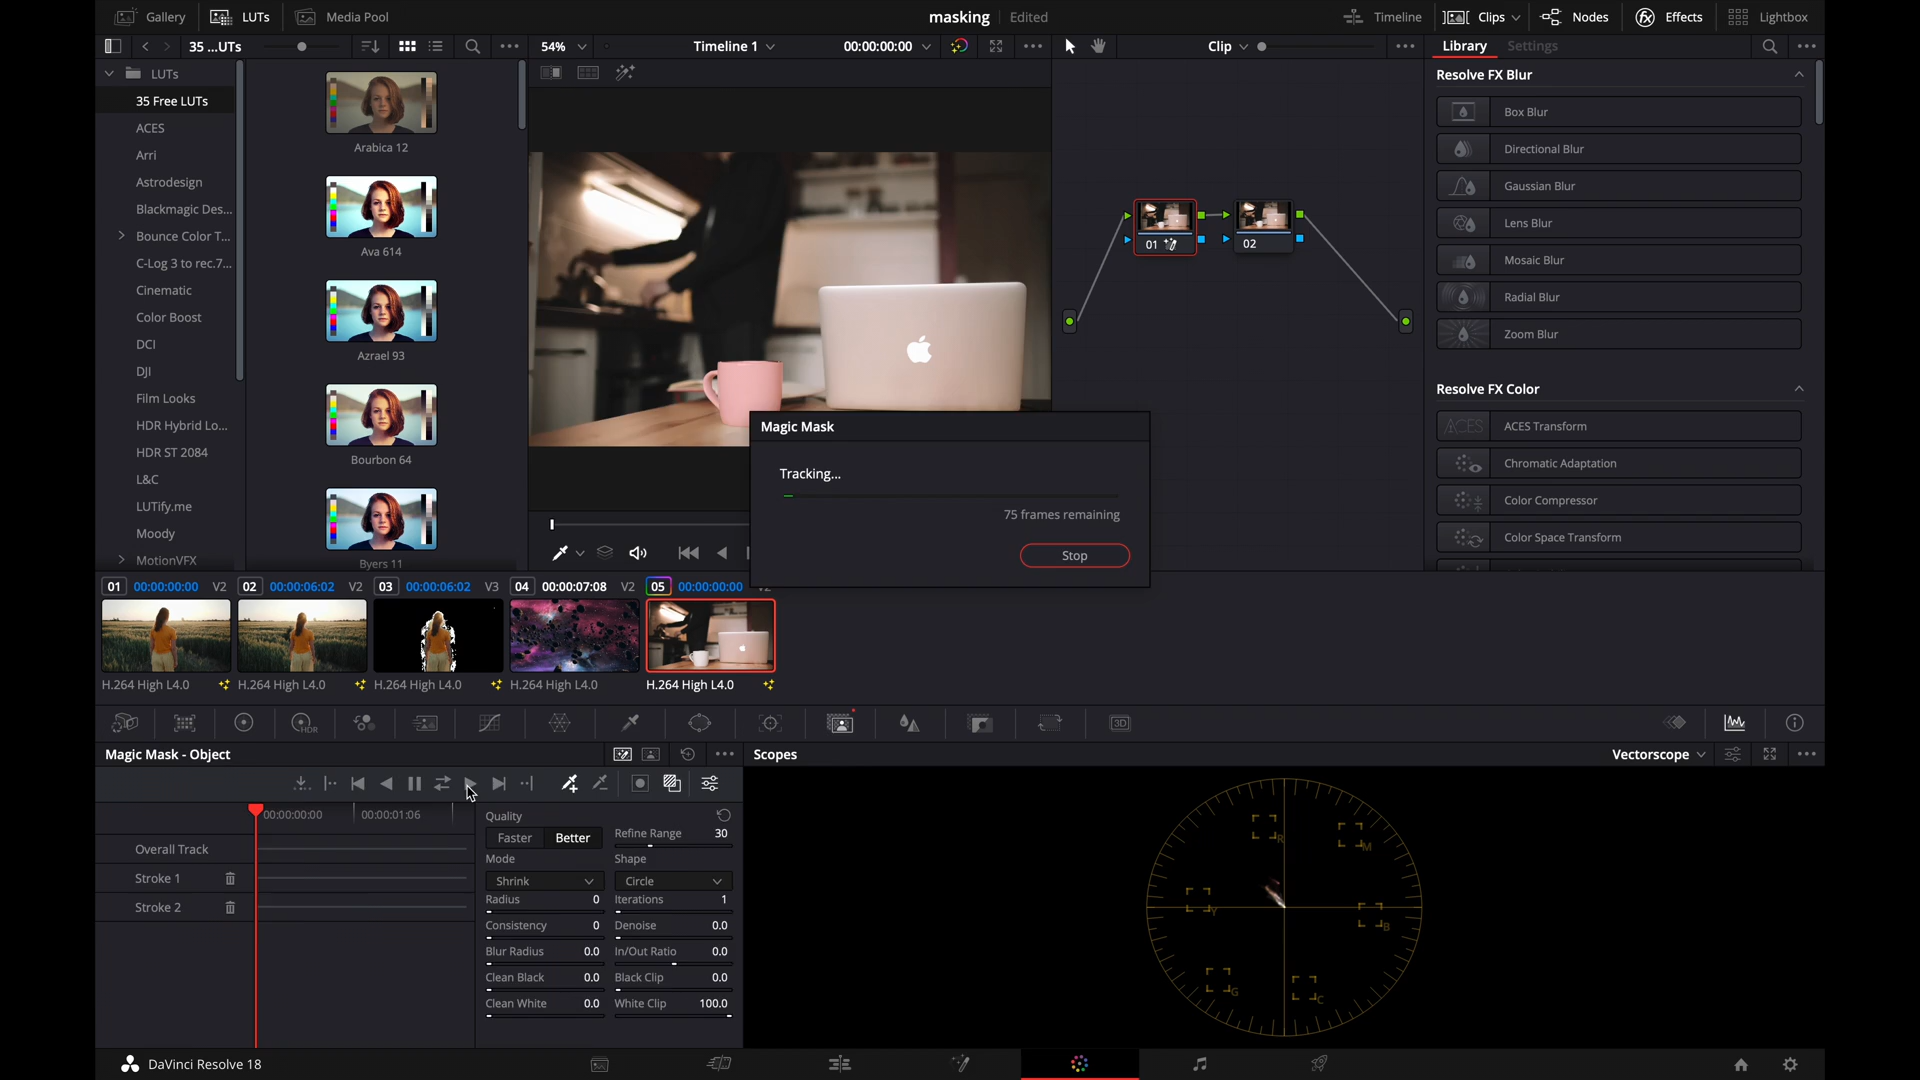 Gallery LUTs Media Pool masking Edited Timeline Clips Nodes Effects Lightbox
35 ...UTs 54% Timeline 1 00:00:00:00 Clip Library Settings
LUTs
35 Free LUTs
ACES
Arri
Astrodesign
Blackmagic Des...
Bounce Color T...
C-Log 3 to rec.7...
Cinematic
Color Boost
DCI
DJI
Film Looks
HDR Hybrid Lo...
HDR ST 2084
L&C
LUTify.me
Moody
MotionVFX
Arabica 12
Ava 614
Azrael 93
Bourbon 64
Byers 11
01
02
Resolve FX Blur
Box Blur
Directional Blur
Gaussian Blur
Lens Blur
Mosaic Blur
Radial Blur
Zoom Blur
Resolve FX Color
ACES ACES Transform
Chromatic Adaptation
Color Compressor
Color Space Transform
Magic Mask
Tracking...
75 frames remaining
Stop
01 00:00:00:00 V2 02 00:00:06:02 V2 03 00:00:06:02 V3 04 00:00:07:08 V2 05 00:00:00:00
H.264 High L4.0 H.264 High L4.0 H.264 High L4.0 H.264 High L4.0 H.264 High L4.0
HDR 3D
Magic Mask - Object Scopes Vectorscope
00:00:00:00 00:00:01:06
Overall Track
Stroke 1
Stroke 2
Quality
Faster Better Refine Range 30
Mode Shape
Shrink Circle
Radius 0 Iterations 1
Consistency 0 Denoise 0.0
Blur Radius 0.0 In/Out Ratio 0.0
Clean Black 0.0 Black Clip 0.0
Clean White 0.0 White Clip 100.0
R
M
Y
B
G
C
DaVinci Resolve 18